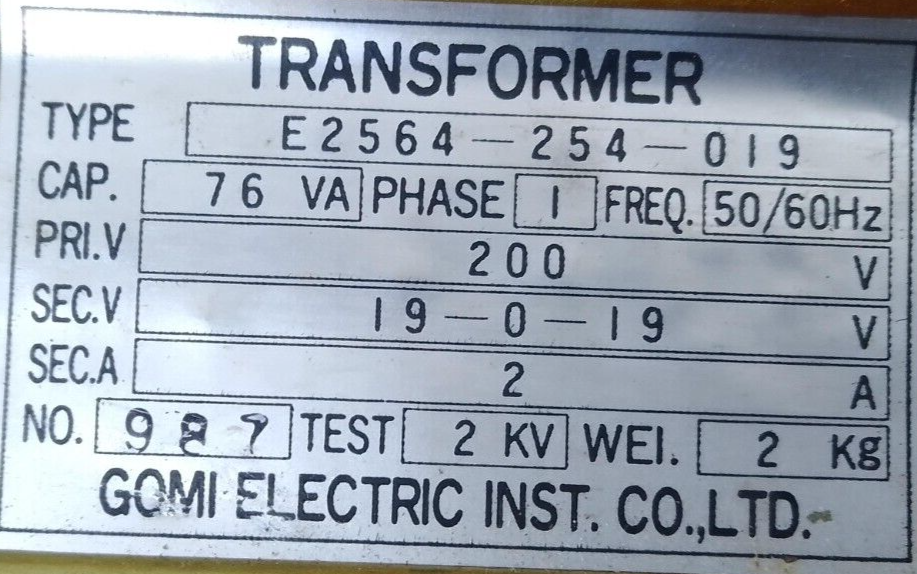 TRANSFORMER
TYPE E2564-254-019
CAP. 76 VA PHASE 1 FREQ. 50/60Hz
PRI.V 200 V
SEC.V 19-0-19 V
SEC.A 2 A
NO. 987 TEST 2 KV WEI. 2 Kg
GOMI ELECTRIC INST. CO.,LTD.